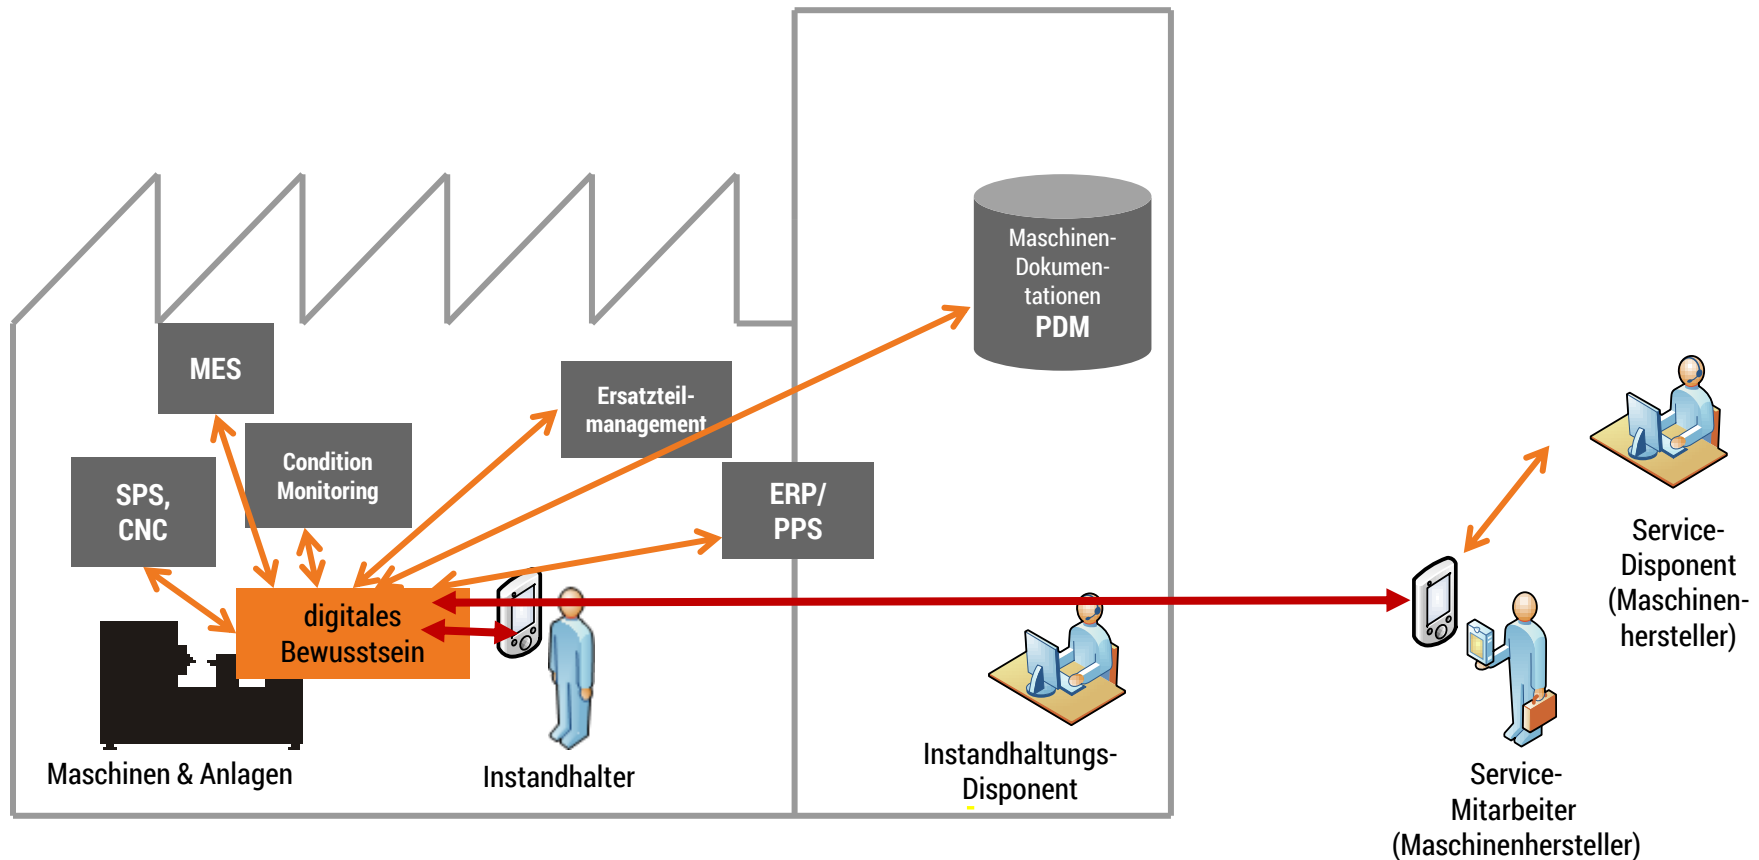 Maschinen-
Dokumen-
tationen
PDM
MES
Ersatzteil-
management
Condition
Monitoring
SPS,
CNC
ERP/
PPS
digitales
Bewusstsein
Maschinen & Anlagen
Instandhalter
Instandhaltungs-
Disponent
Service-
Disponent
(Maschinen-
hersteller)
Service-
Mitarbeiter
(Maschinenhersteller)